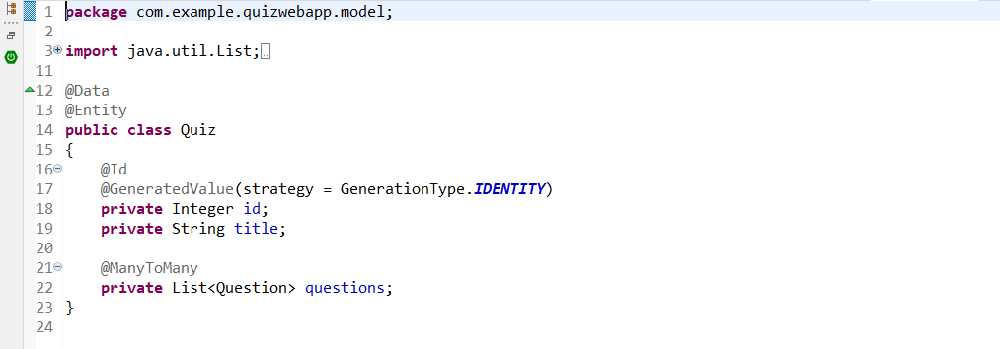 1 package com.example.quizwebapp.model;
2
3 import java.util.List;
11
12 @Data
13 @Entity
14 public class Quiz
15 {
16 @Id
17 @GeneratedValue(strategy = GenerationType.IDENTITY)
18 private Integer id;
19 private String title;
20
21 @ManyToMany
22 private List<Question> questions;
23 }
24